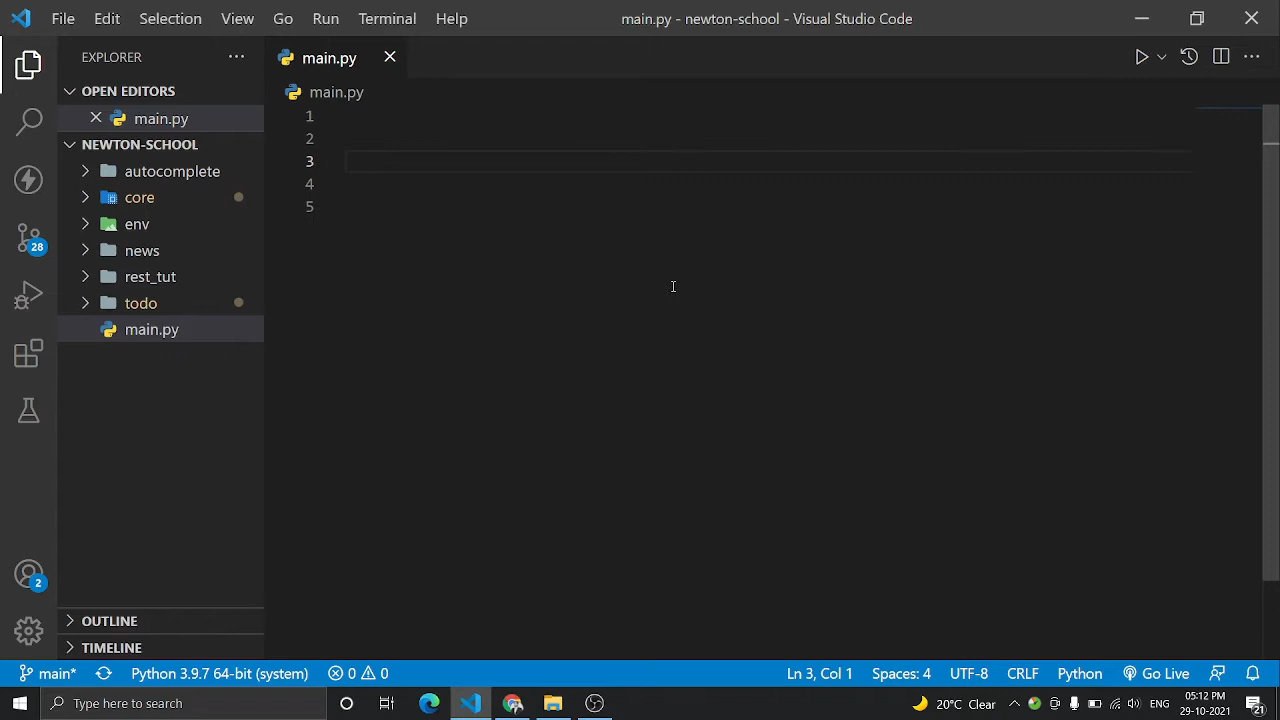 File Edit Selection View Go Run Terminal Help main.py - newton-school - Visual Studio Code
EXPLORER
main.py
OPEN EDITORS
main.py
main.py
NEWTON-SCHOOL
autocomplete
core
env
news
rest_tut
todo
main.py
1
2
3
4
5
28
2
OUTLINE
TIMELINE
main* Python 3.9.7 64-bit (system) 0 0 Ln 3, Col 1 Spaces: 4 UTF-8 CRLF Python Go Live
Type here to search 20°C Clear ENG 05:12 PM
29-10-2021 21